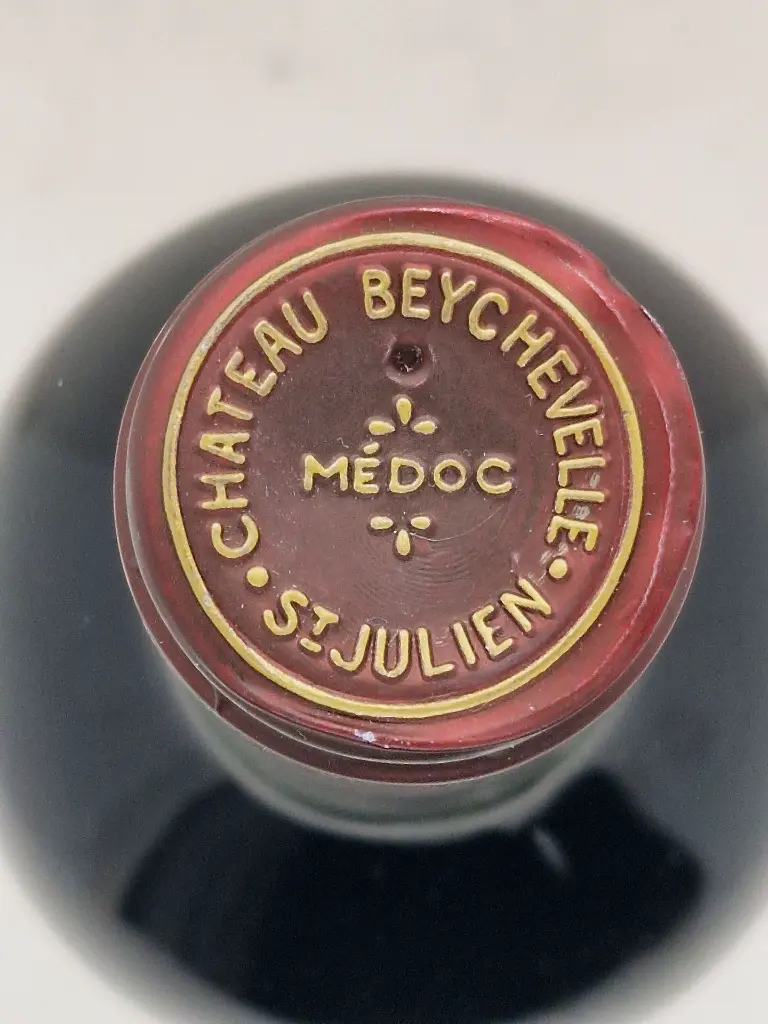 CHATEAU BEYCHEVELLE
MÉDOC
• ST JULIEN •